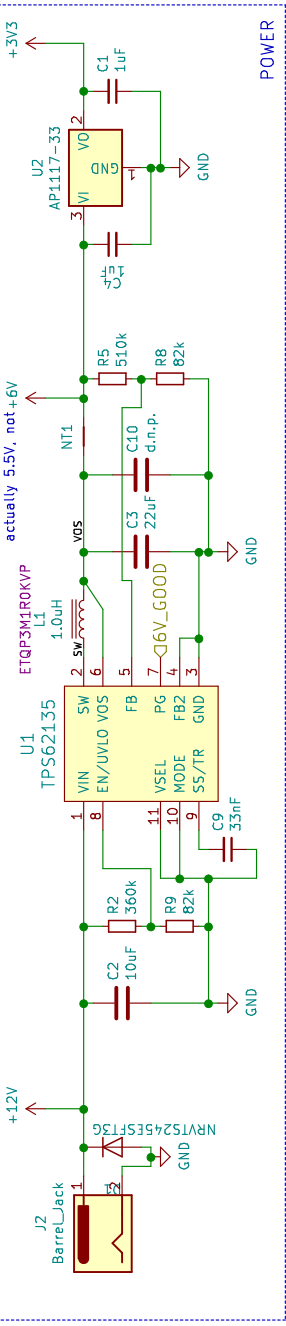 POWER
+3V3
C1
1uF
2
VO
U2
AP1117-33
GND
1
GND
VI
3
C4
1uF
R5
510k
R8
82k
+6V
actually 5.5V, not
NT1
C10
d.n.p.
VOS
C3
22uF
GND
ETQP3M1R0KVP
L1
1.0uH
SW
6V_GOOD
2
6
5
7
4
3
SW
VOS
FB
PG
FB2
GND
U1
TPS62135
VIN
EN/UVLO
VSEL
MODE
SS/TR
1
8
11
10
9
C9
33nF
R2
360k
R9
82k
C2
10uF
GND
+12V
NRVTS245ESFT3G
D1
GND
1
2
J2
Barrel_Jack